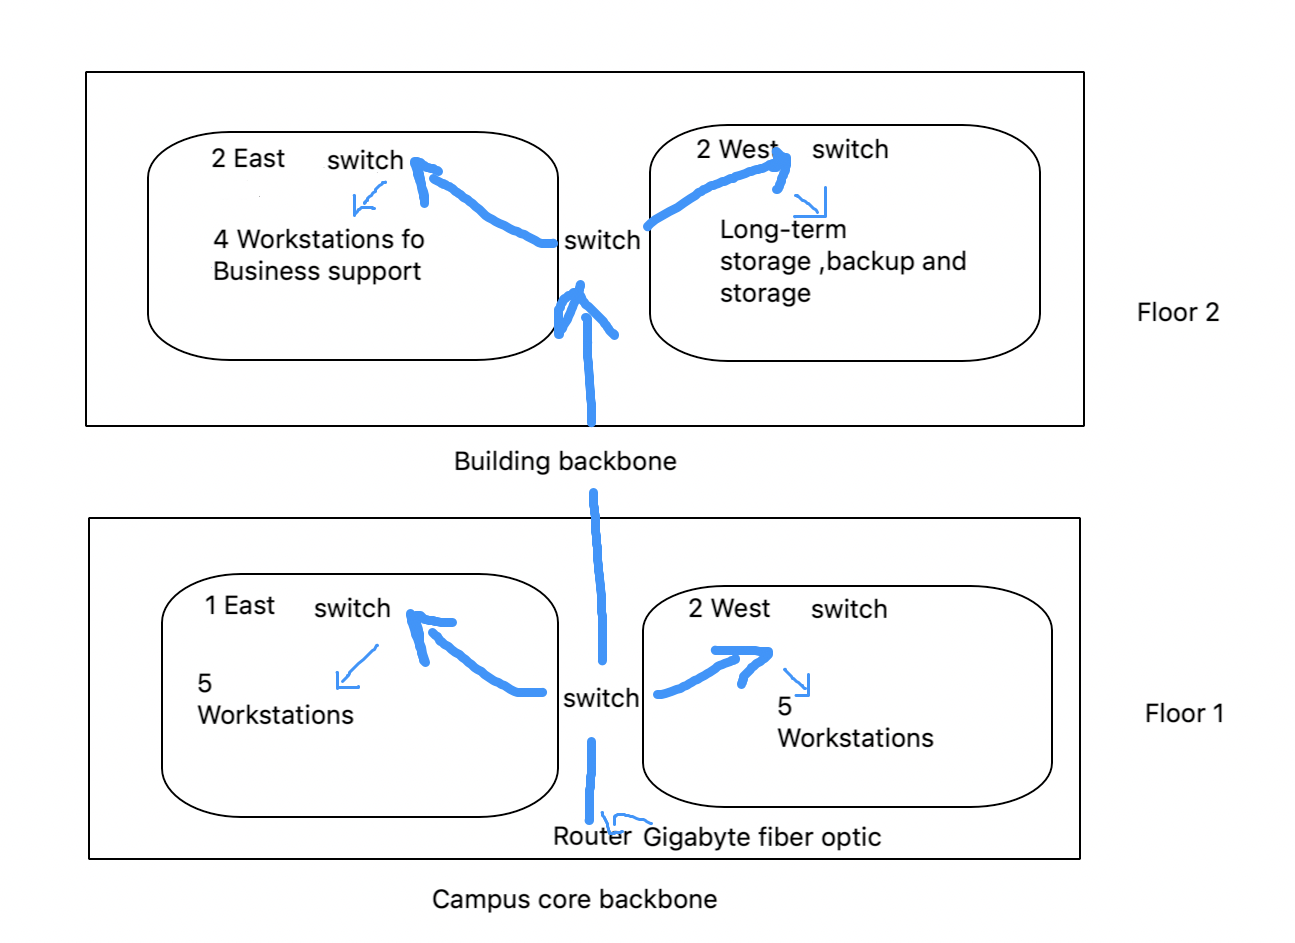 2 East
switch
2 West
switch
4 Workstations fo
Business support
switch
Long-term
storage ,backup and
storage
Floor 2
Building backbone
1 East
switch
2 West
switch
5
Workstations
switch
5
Workstations
Floor 1
Router
Gigabyte fiber optic
Campus core backbone